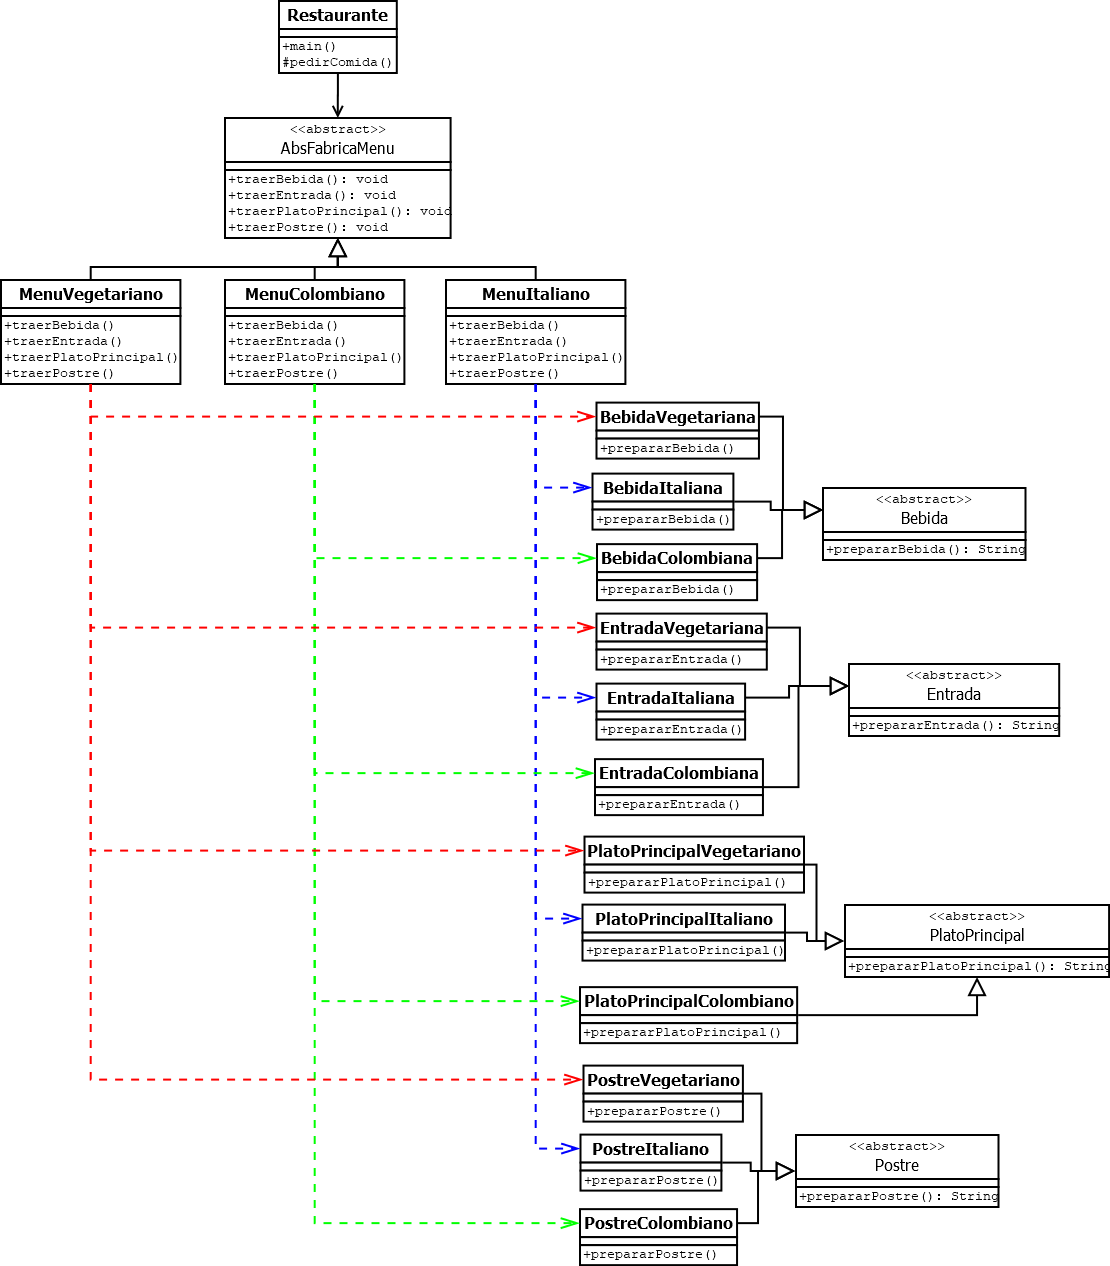 Restaurante
+main()
#pedirComida()
<<abstract>>
AbsFabricaMenu
+traerBebida(): void
+traerEntrada(): void
+traerPlatoPrincipal(): void
+traerPostre(): void
MenuVegetariano
+traerBebida()
+traerEntrada()
+traerPlatoPrincipal()
+traerPostre()
MenuColombiano
+traerBebida()
+traerEntrada()
+traerPlatoPrincipal()
+traerPostre()
MenuItaliano
+traerBebida()
+traerEntrada()
+traerPlatoPrincipal()
+traerPostre()
BebidaVegetariana
+prepararBebida()
BebidaItaliana
+prepararBebida()
<<abstract>>
Bebida
+prepararBebida(): String
BebidaColombiana
+prepararBebida()
EntradaVegetariana
+prepararEntrada()
EntradaItaliana
+prepararEntrada()
<<abstract>>
Entrada
+prepararEntrada(): String
EntradaColombiana
+prepararEntrada()
PlatoPrincipalVegetariano
+prepararPlatoPrincipal()
PlatoPrincipalItaliano
+prepararPlatoPrincipal()
<<abstract>>
PlatoPrincipal
+prepararPlatoPrincipal(): String
PlatoPrincipalColombiano
+prepararPlatoPrincipal()
PostreVegetariano
+prepararPostre()
PostreItaliano
+prepararPostre()
<<abstract>>
Postre
+prepararPostre(): String
PostreColombiano
+prepararPostre()